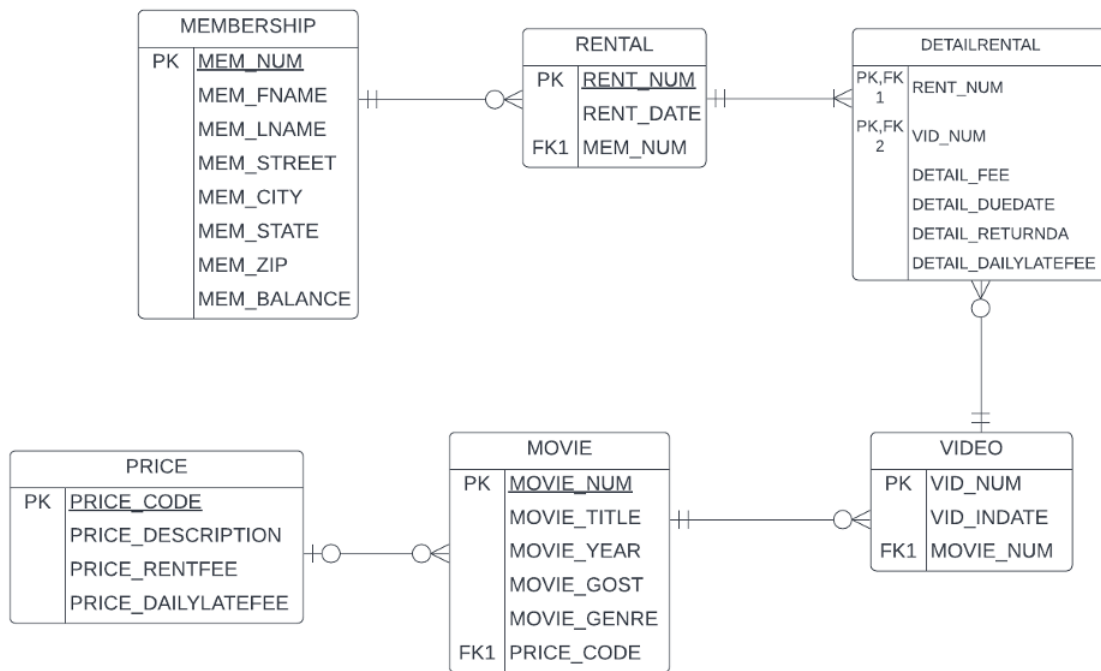 MEMBERSHIP
PK MEM_NUM
MEM_FNAME
MEM_LNAME
MEM_STREET
MEM_CITY
MEM_STATE
MEM_ZIP
MEM_BALANCE
RENTAL
PK RENT_NUM
RENT_DATE
FK1 MEM_NUM
DETAILRENTAL
PK,FK
1 RENT_NUM
PK,FK
2 VID_NUM
DETAIL_FEE
DETAIL_DUEDATE
DETAIL_RETURNDA
DETAIL_DAILYLATEFEE
PRICE
PK PRICE_CODE
PRICE_DESCRIPTION
PRICE_RENTFEE
PRICE_DAILYLATEFEE
MOVIE
PK MOVIE_NUM
MOVIE_TITLE
MOVIE_YEAR
MOVIE_GOST
MOVIE_GENRE
FK1 PRICE_CODE
VIDEO
PK VID_NUM
VID_INDATE
FK1 MOVIE_NUM